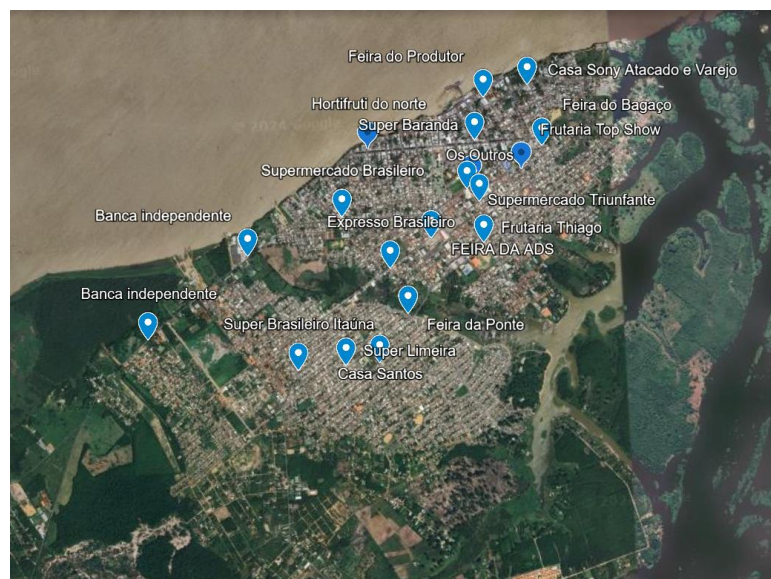 Feira do Produtor
Casa Sony Atacado e Varejo
Hortifruti do norte
Feira do Bagaço
Super Baranda
Frutaria Top Show
Os Outros
Supermercado Brasileiro
Supermercado Triunfante
Banca independente
Expresso Brasileiro
Frutaria Thiago
FEIRA DA ADS
Banca independente
Super Brasileiro Itaúna
Feira da Ponte
Super Limeira
Casa Santos